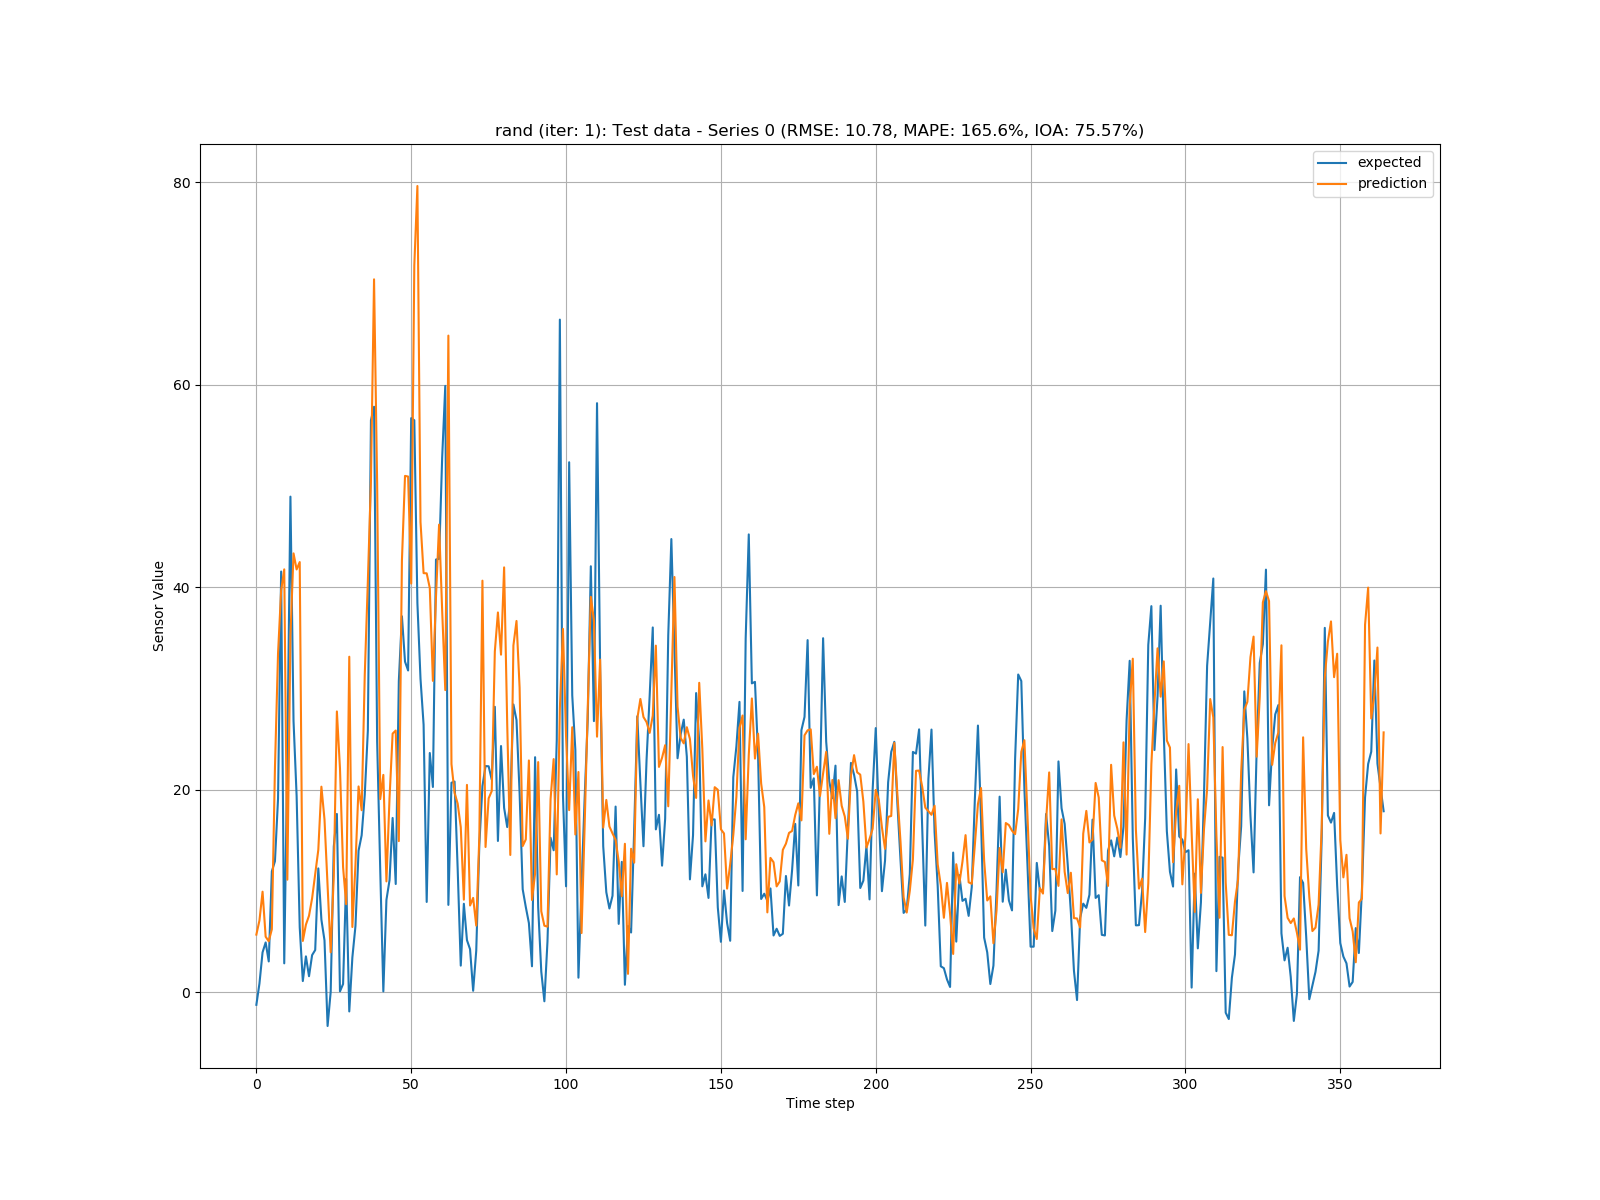 rand (iter: 1): Test data - Series 0 (RMSE: 10.78, MAPE: 165.6%, IOA: 75.57%)
expected
prediction
80
60
40
20
0
Sensor Value
0 50 100 150 200 250 300 350
Time step